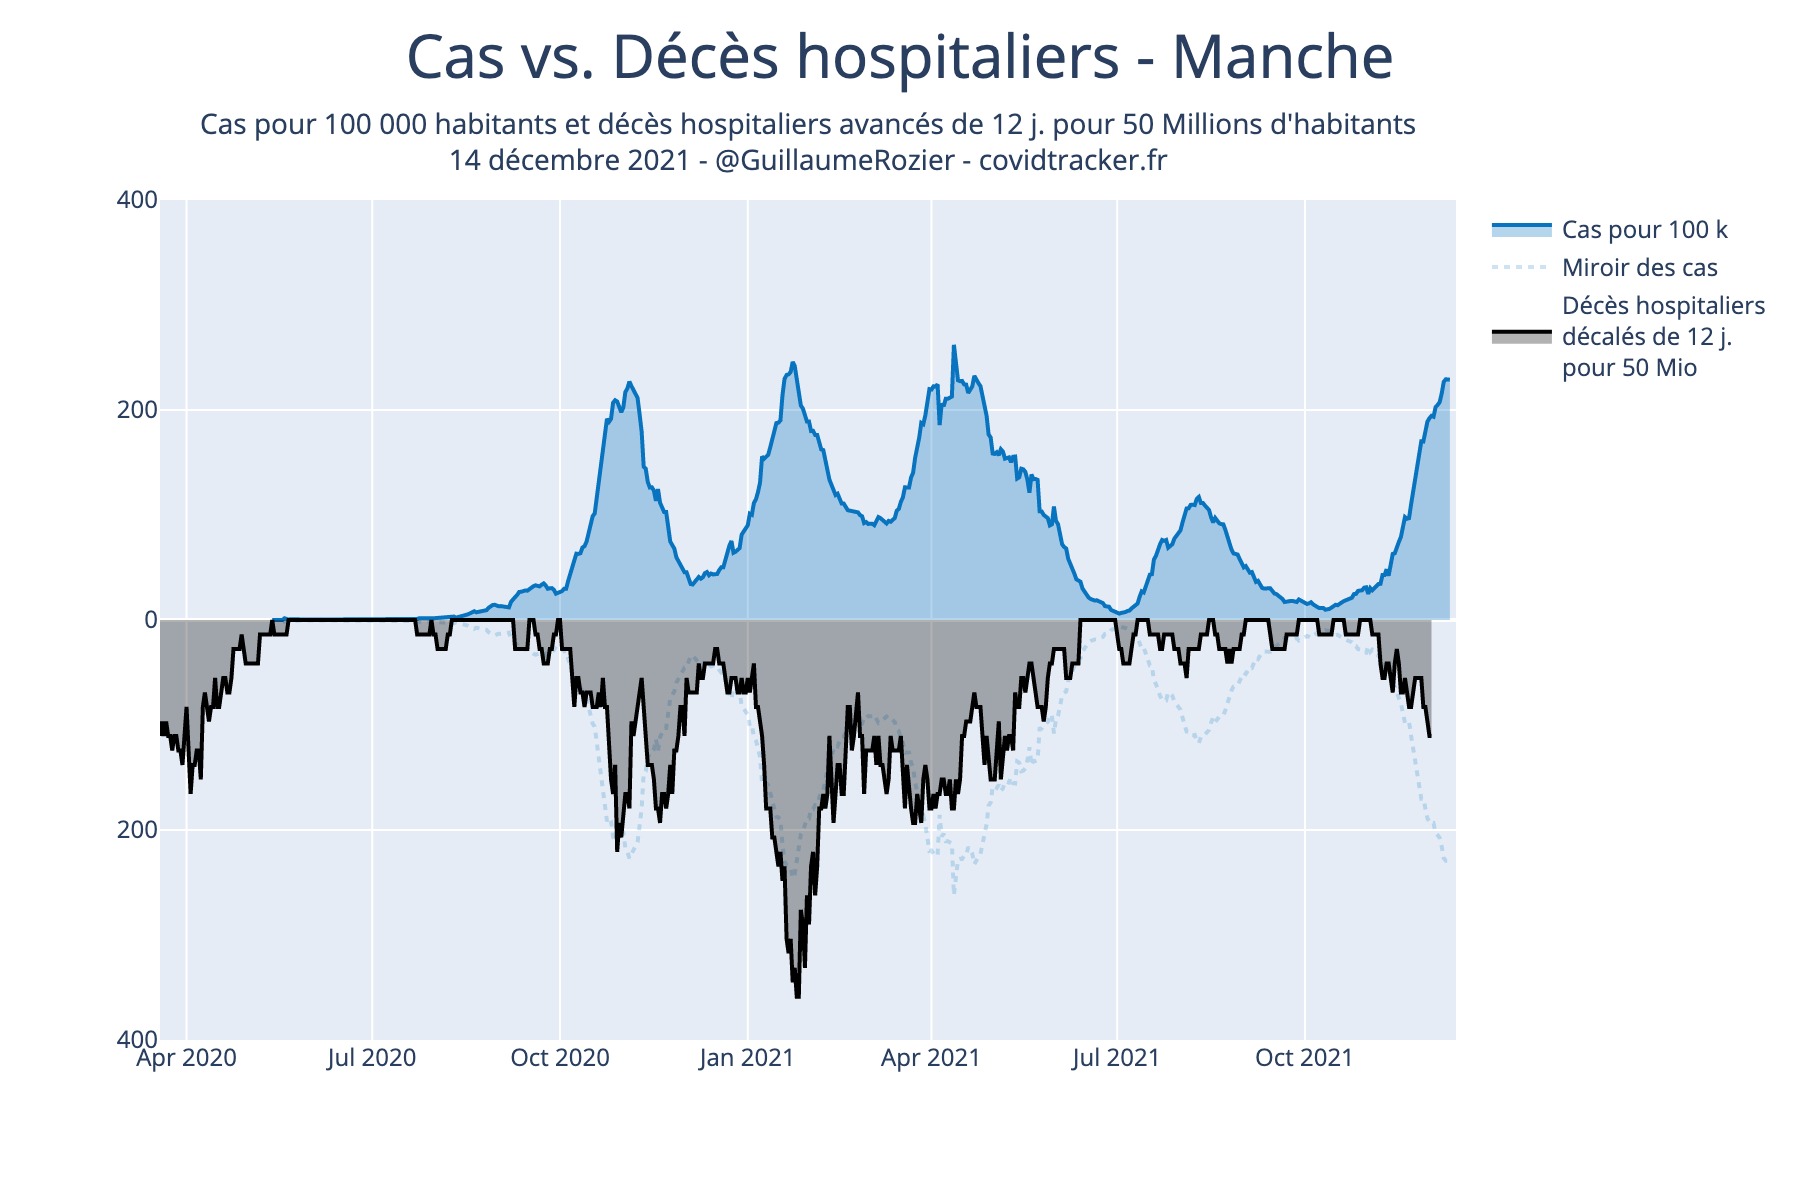 Cas vs. Décès hospitaliers - Manche
Cas pour 100 000 habitants et décès hospitaliers avancés de 12 j. pour 50 Millions d'habitants
14 décembre 2021 - @GuillaumeRozier - covidtracker.fr
400
200
0
200
400
Apr 2020
Jul 2020
Oct 2020
Jan 2021
Apr 2021
Jul 2021
Oct 2021
Cas pour 100 k
Miroir des cas
Décès hospitaliers
décalés de 12 j.
pour 50 Mio